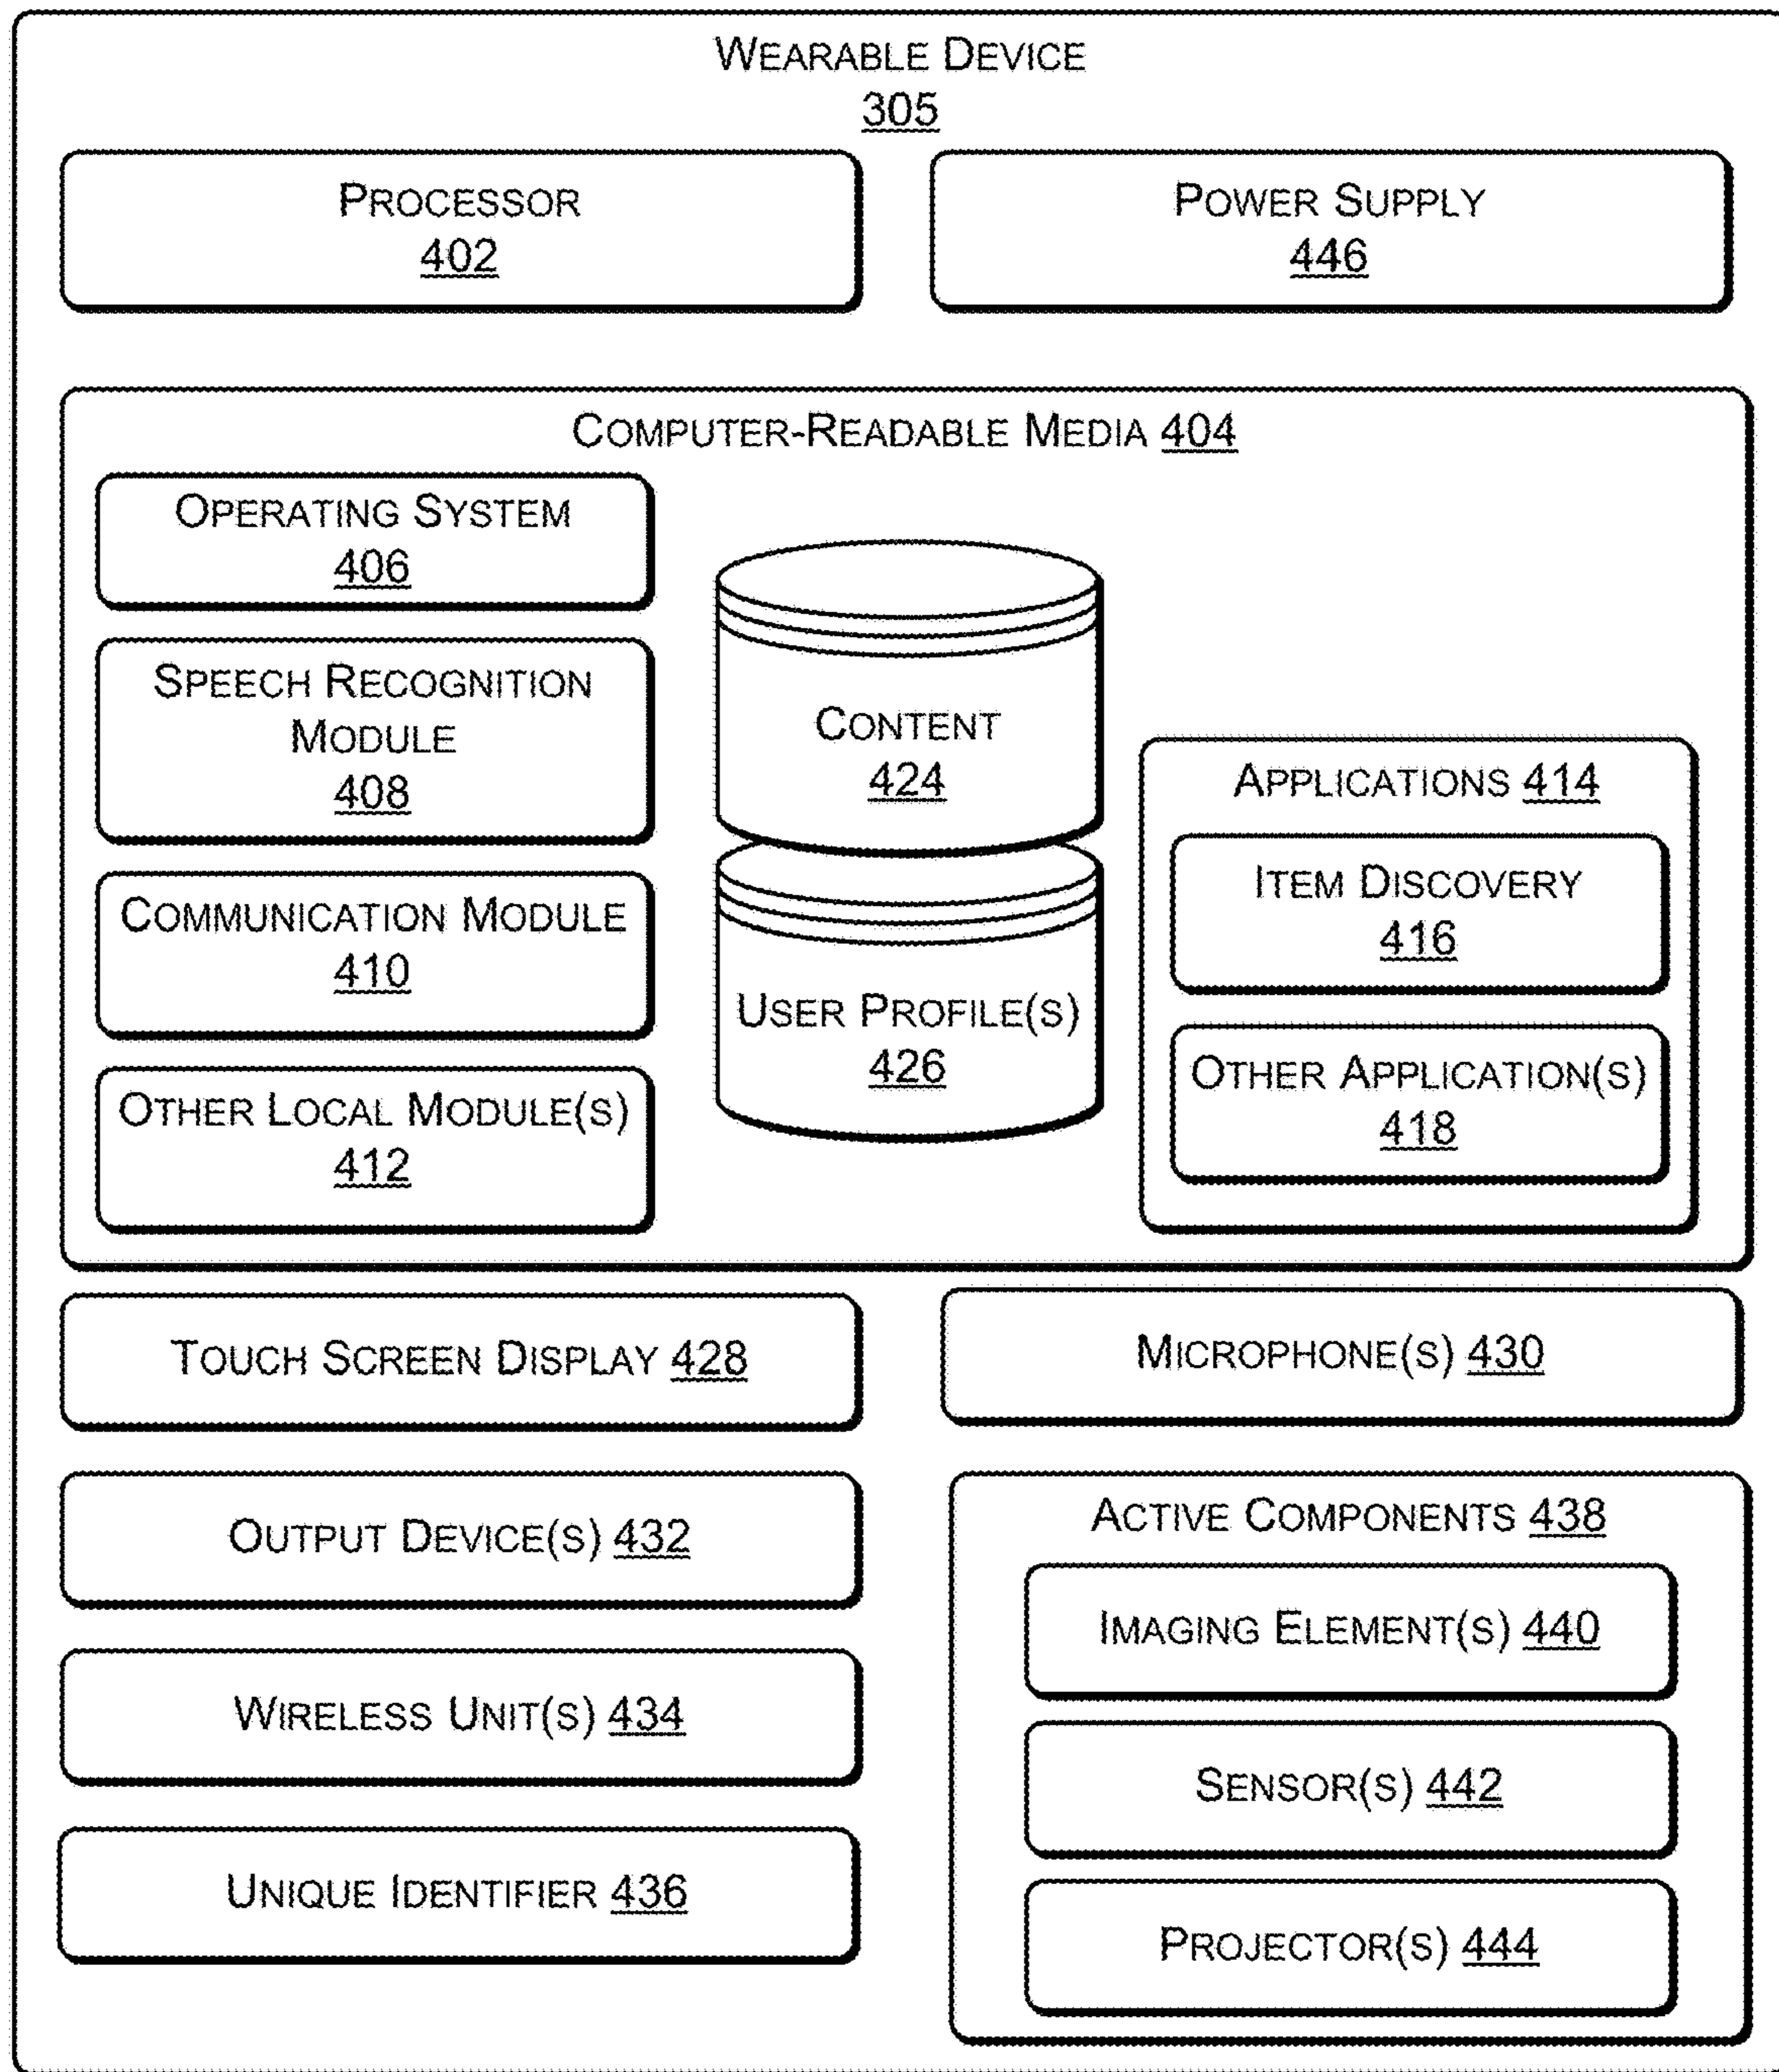 WEARABLE DEVICE
305
PROCESSOR
402
POWER SUPPLY
446
COMPUTER-READABLE MEDIA 404
OPERATING SYSTEM
406
SPEECH RECOGNITION
MODULE
408
COMMUNICATION MODULE
410
OTHER LOCAL MODULE(S)
412
CONTENT
424
USER PROFILE(S)
426
APPLICATIONS 414
ITEM DISCOVERY
416
OTHER APPLICATION(S)
418
TOUCH SCREEN DISPLAY 428
MICROPHONE(S) 430
OUTPUT DEVICE(S) 432
WIRELESS UNIT(S) 434
UNIQUE IDENTIFIER 436
ACTIVE COMPONENTS 438
IMAGING ELEMENT(S) 440
SENSOR(S) 442
PROJECTOR(S) 444